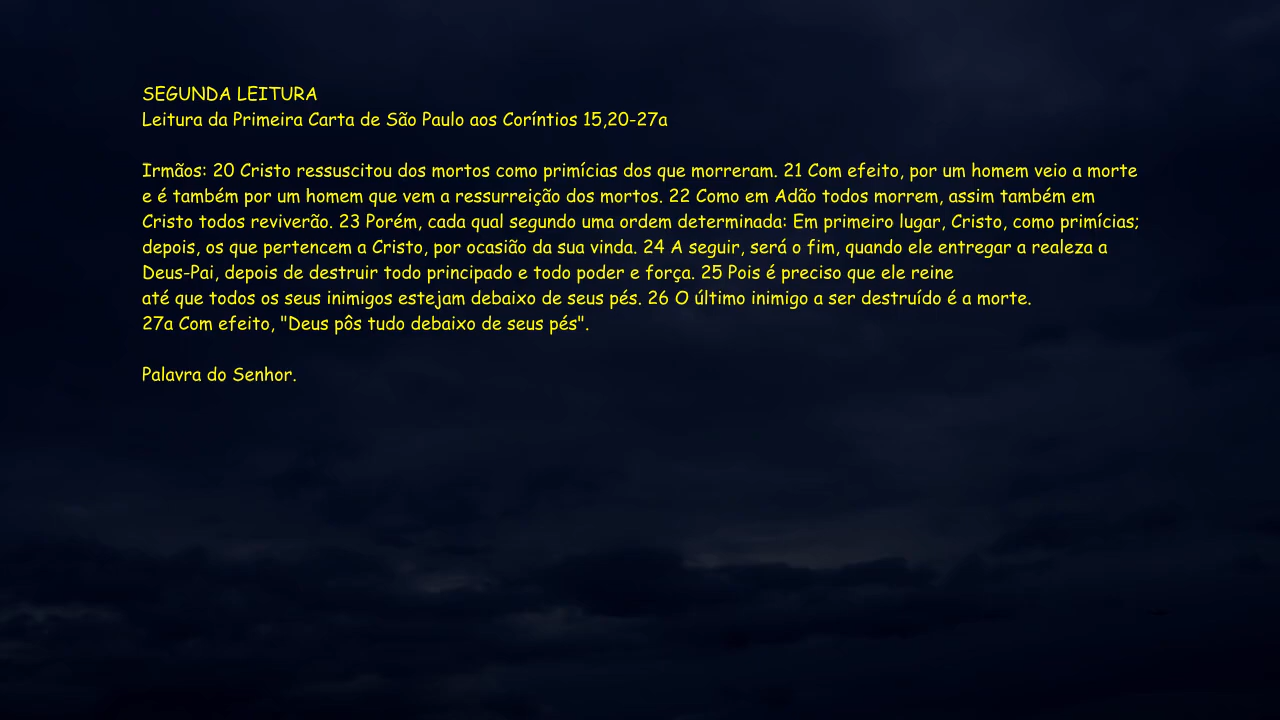 SEGUNDA LEITURA
Leitura da Primeira Carta de São Paulo aos Coríntios 15,20-27a
Irmãos: 20 Cristo ressuscitou dos mortos como primícias dos que morreram. 21 Com efeito, por um homem veio a morte
e é também por um homem que vem a ressurreição dos mortos. 22 Como em Adão todos morrem, assim também em
Cristo todos reviverão. 23 Porém, cada qual segundo uma ordem determinada: Em primeiro lugar, Cristo, como primícias;
depois, os que pertencem a Cristo, por ocasião da sua vinda. 24 A seguir, será o fim, quando ele entregar a realeza a
Deus-Pai, depois de destruir todo principado e todo poder e força. 25 Pois é preciso que ele reine
até que todos os seus inimigos estejam debaixo de seus pés. 26 O último inimigo a ser destruído é a morte.
27a Com efeito, "Deus pôs tudo debaixo de seus pés".
Palavra do Senhor.